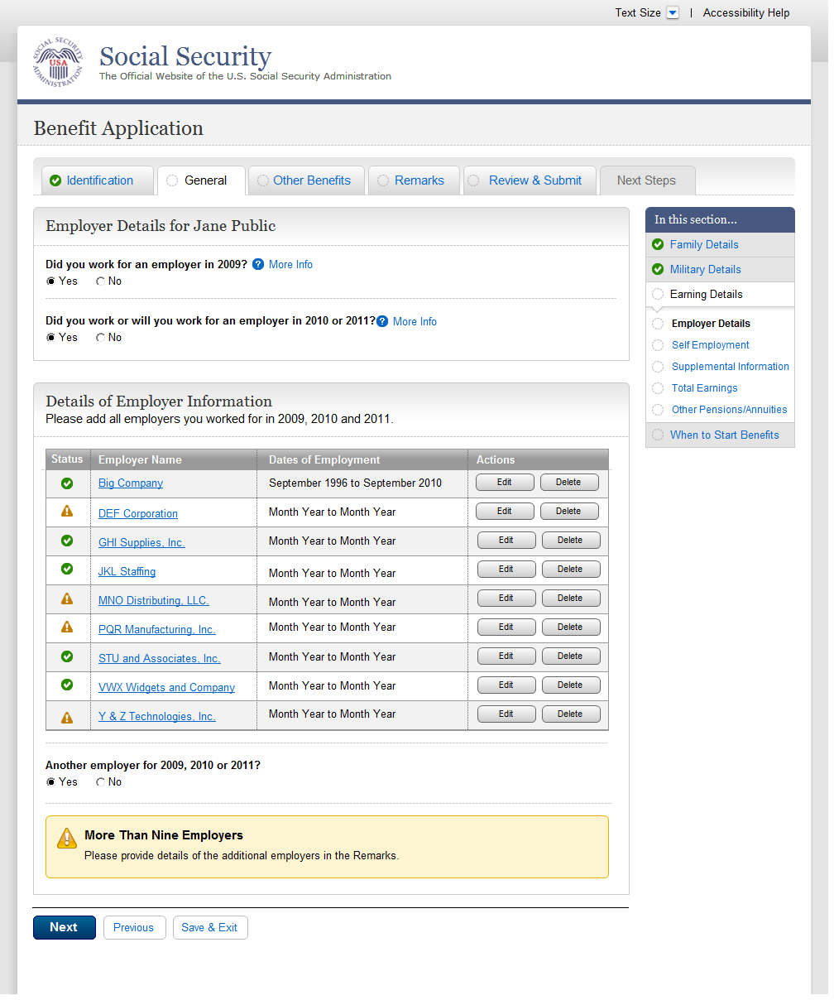 Text Size | Accessibility Help
SOCIAL SECURITY ADMINISTRATION
USA
Social Security
The Official Website of the U.S. Social Security Administration
Benefit Application
Identification General Other Benefits Remarks Review & Submit Next Steps
Employer Details for Jane Public
Did you work for an employer in 2009? ? More Info
Yes No
Did you work or will you work for an employer in 2010 or 2011? ? More Info
Yes No
Details of Employer Information
Please add all employers you worked for in 2009, 2010 and 2011.
Status Employer Name Dates of Employment Actions
Big Company September 1996 to September 2010 Edit Delete
DEF Corporation Month Year to Month Year Edit Delete
GHI Supplies, Inc. Month Year to Month Year Edit Delete
JKL Staffing Month Year to Month Year Edit Delete
MNO Distributing, LLC. Month Year to Month Year Edit Delete
PQR Manufacturing, Inc. Month Year to Month Year Edit Delete
STU and Associates, Inc. Month Year to Month Year Edit Delete
VWX Widgets and Company Month Year to Month Year Edit Delete
Y & Z Technologies, Inc. Month Year to Month Year Edit Delete
Another employer for 2009, 2010 or 2011?
Yes No
More Than Nine Employers
Please provide details of the additional employers in the Remarks.
Next Previous Save & Exit
In this section...
Family Details
Military Details
Earning Details
Employer Details
Self Employment
Supplemental Information
Total Earnings
Other Pensions/Annuities
When to Start Benefits